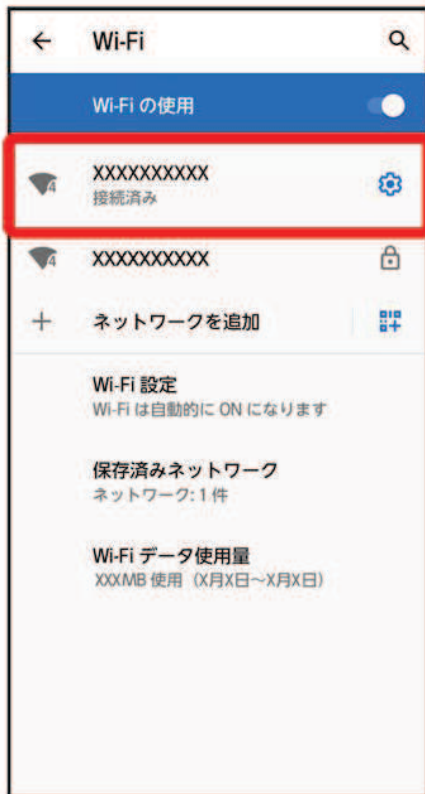 Wi-Fi
Wi-Fi の使用
XXXXXXXXXX
接続済み
XXXXXXXXXX
ネットワークを追加
Wi-Fi 設定
Wi-Fi は自動的に ON になります
保存済みネットワーク
ネットワーク: 1 件
Wi-Fi データ使用量
XXXMB 使用（X月X日～X月X日）